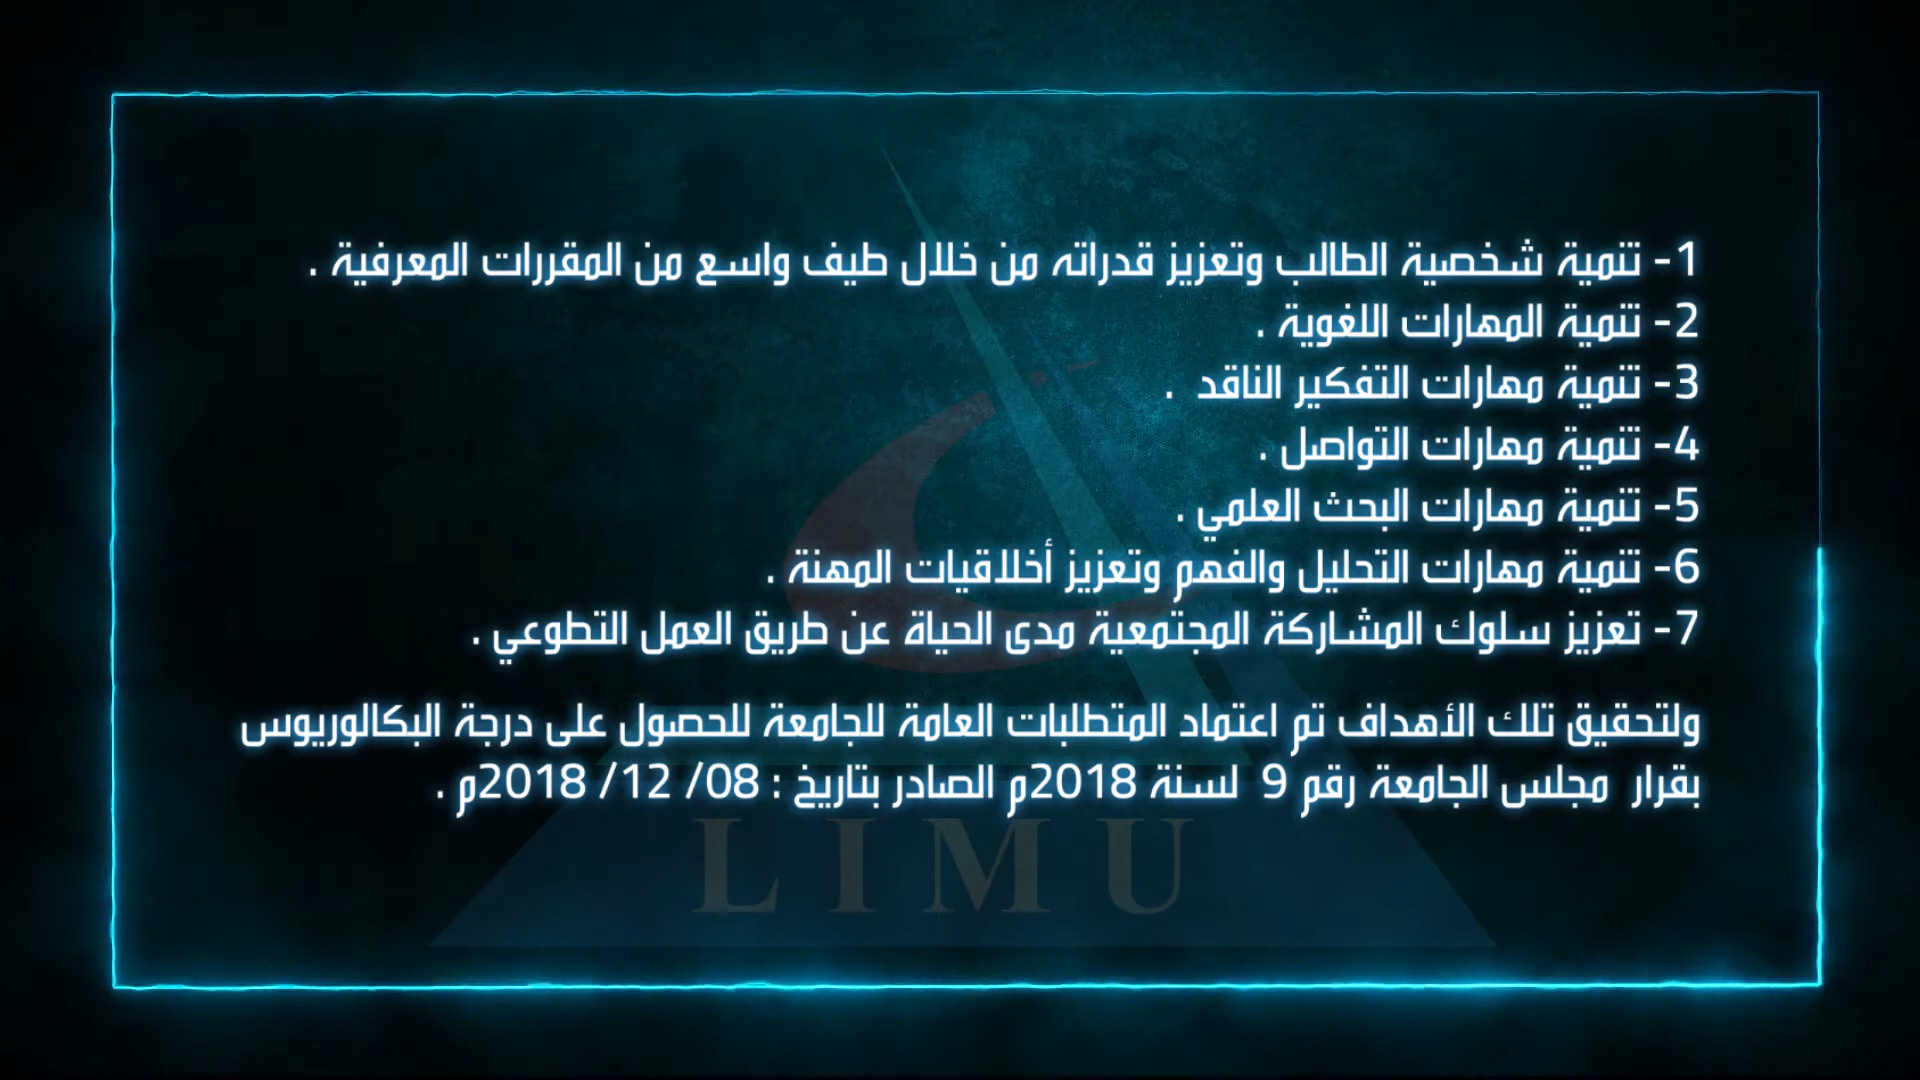 1- تنمية شخصية الطالب وتعزيز قدراته من خلال طيف واسع من المقررات المعرفية .
2- تنمية المهارات اللغوية .
3- تنمية مهارات التفكير الناقد .
4- تنمية مهارات التواصل .
5- تنمية مهارات البحث العلمي .
6- تنمية مهارات التحليل والفهم وتعزيز أخلاقيات المهنة .
7- تعزيز سلوك المشاركة المجتمعية مدى الحياة عن طريق العمل التطوعي .
ولتحقيق تلك الأهداف تم اعتماد المتطلبات العامة للجامعة للحصول على درجة البكالوريوس
بقرار مجلس الجامعة رقم 9 لسنة 2018م الصادر بتاريخ : 08/ 12/ 2018م .
LIMU